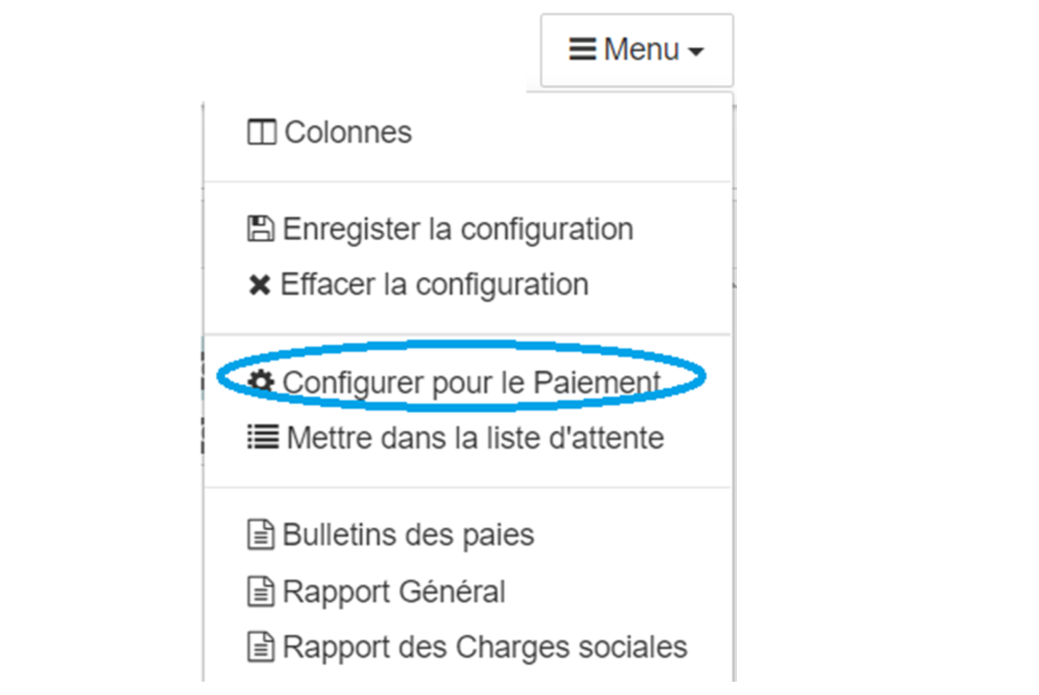 Menu
Colonnes
Enregister la configuration
Effacer la configuration
Configurer pour le Paiement
Mettre dans la liste d'attente
Bulletins des paies
Rapport Général
Rapport des Charges sociales